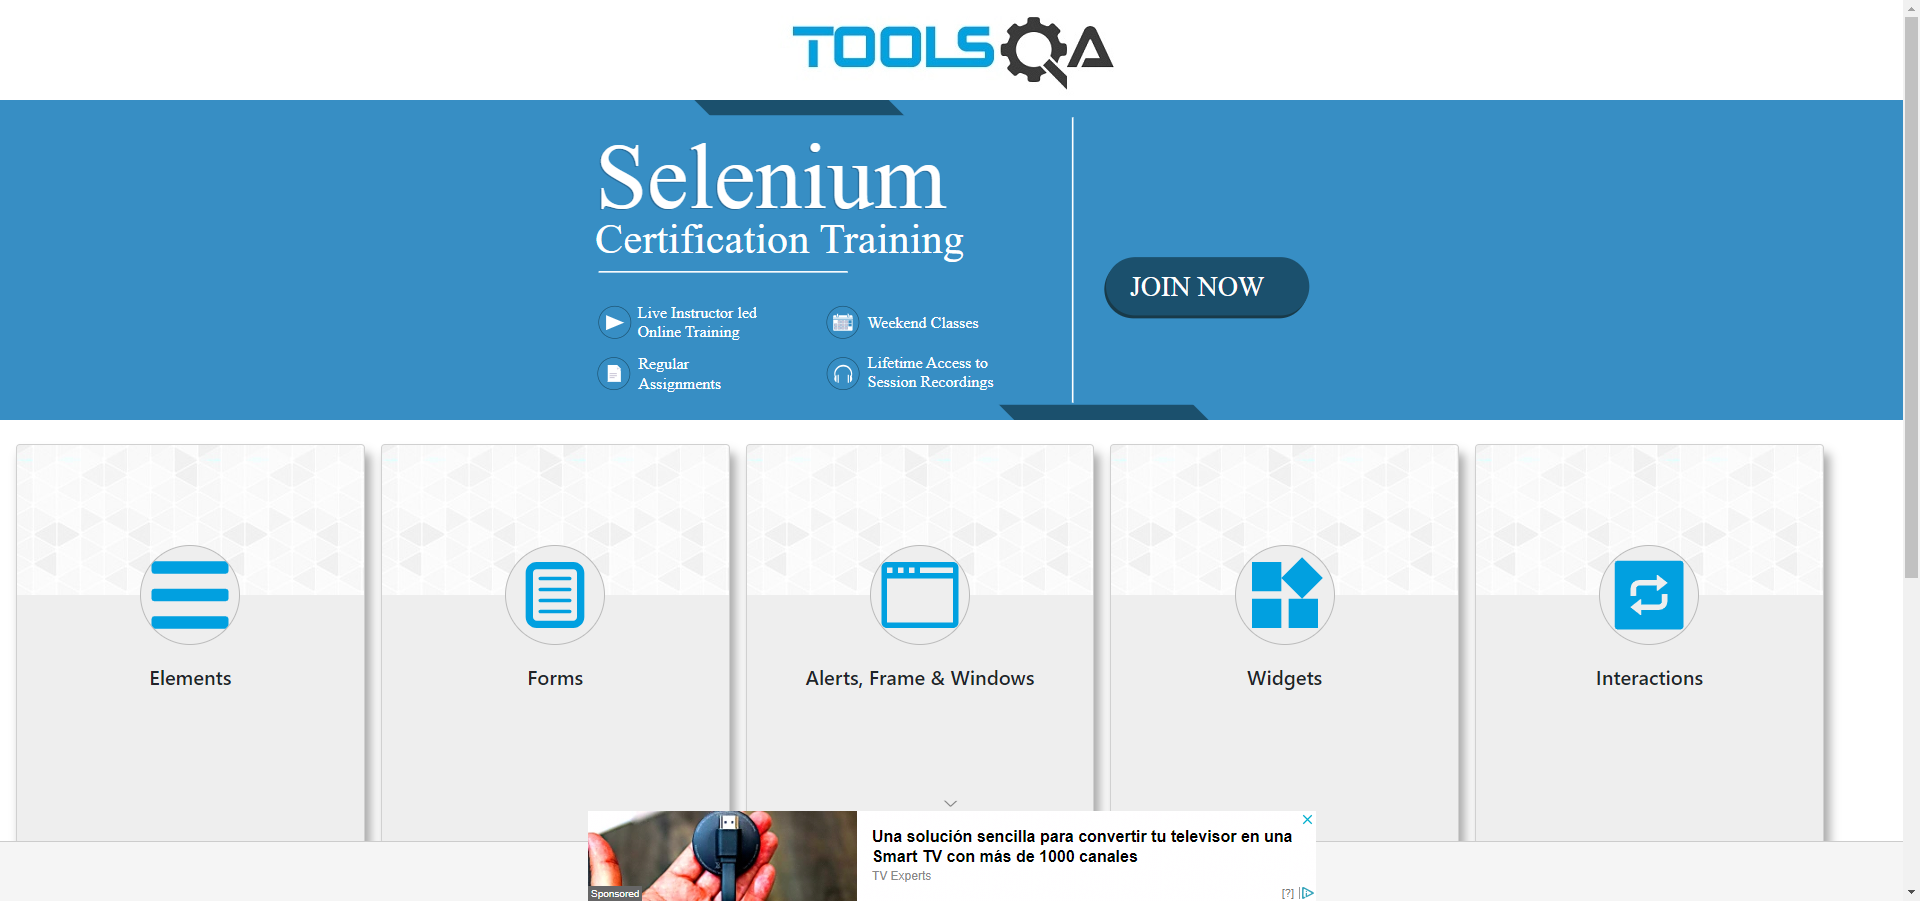 TOOLSQA
Selenium
Certification Training
JOIN NOW
Live Instructor led
Online Training
Weekend Classes
Regular
Assignments
Lifetime Access to
Session Recordings
Elements
Forms
Alerts, Frame & Windows
Widgets
Interactions
Una solución sencilla para convertir tu televisor en una
Smart TV con más de 1000 canales
TV Experts
Sponsored
[?]